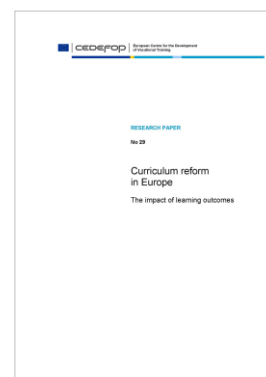 CEDEFOP
European Centre for the Development
of Vocational Training
RESEARCH PAPER
No 29
Curriculum reform
in Europe
The impact of learning outcomes